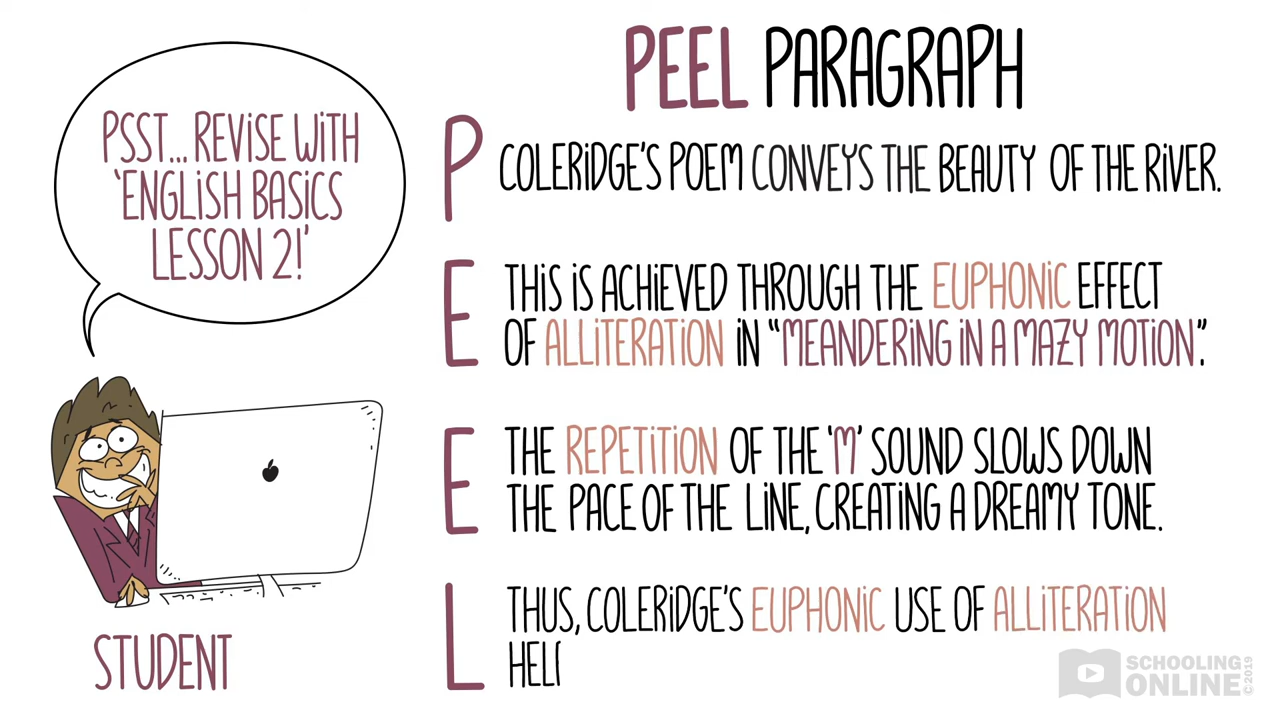 PEEL PARAGRAPH
PSST... REVISE WITH
'ENGLISH BASICS
LESSON 2!'
P
COLERIDGE'S POEM CONVEYS THE BEAUTY OF THE RIVER.
E
THIS IS ACHIEVED THROUGH THE EUPHONIC EFFECT
OF ALLITERATION IN "MEANDERING IN A MAZY MOTION".
E
THE REPETITION OF THE 'M' SOUND SLOWS DOWN
THE PACE OF THE LINE, CREATING A DREAMY TONE.
L
THUS, COLERIDGE'S EUPHONIC USE OF ALLITERATION
STUDENT
SCHOOLING
ONLINE
©2019